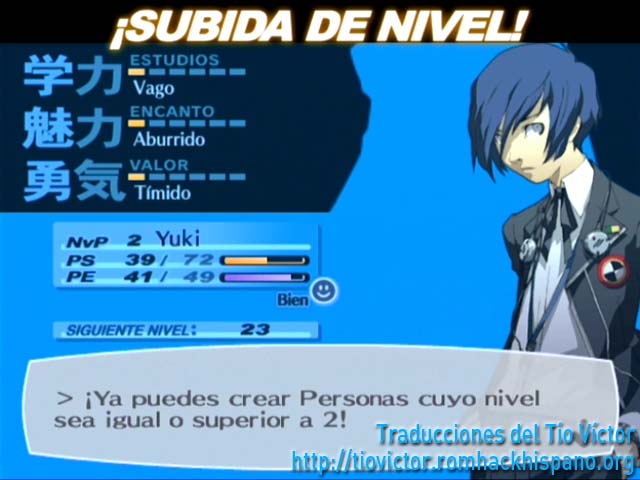 ¡SUBIDA DE NIVEL!
学力 ESTUDIOS
Vago
魅力 ENCANTO
Aburrido
勇気 VALOR
Tímido
NvP 2 Yuki
PS 39 / 72
PE 41 / 49
Bien
SIGUIENTE NIVEL: 23
> ¡Ya puedes crear Personas cuyo nivel
sea igual o superior a 2!
Traducciones del Tío Víctor
http://tiovictor.romhackhispano.org